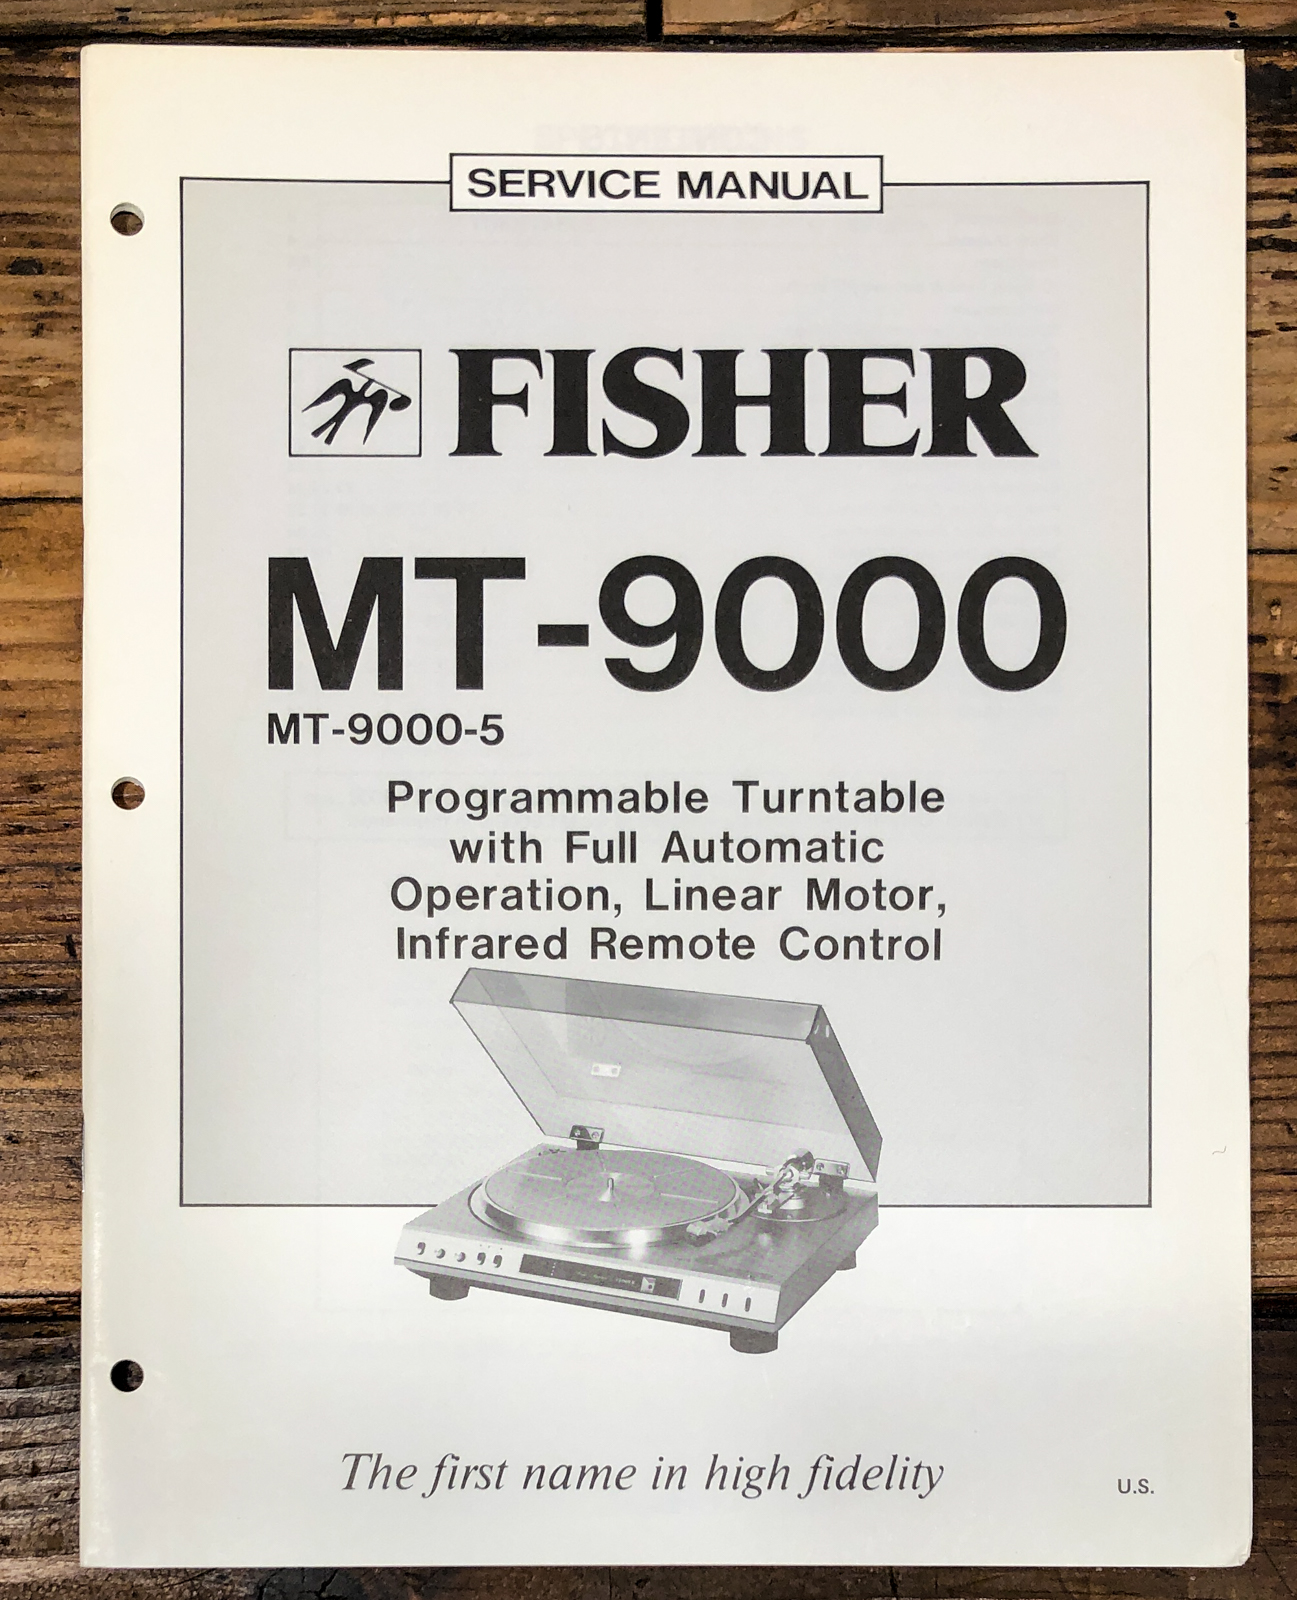 SERVICE MANUAL
FISHER
MT-9000
MT-9000-5
Programmable Turntable
with Full Automatic
Operation, Linear Motor,
Infrared Remote Control
The first name in high fidelity
U.S.